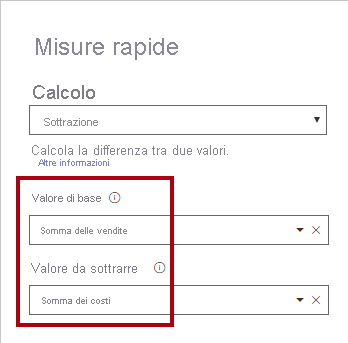 Misure rapide
Calcolo
Sottrazione.
Calcola la differenza tra due valori.
Altre informazioni
Valore di base
Somma delle vendite
Valore da sottrarre
Somma dei costi